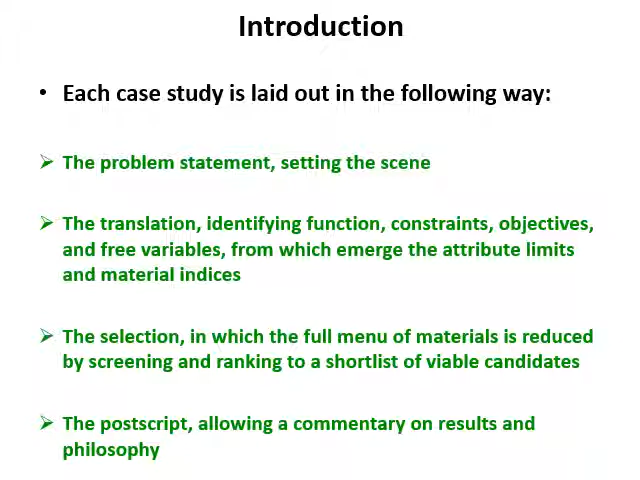 Introduction
• Each case study is laid out in the following way:
➢ The problem statement, setting the scene
➢ The translation, identifying function, constraints, objectives,
and free variables, from which emerge the attribute limits
and material indices
➢ The selection, in which the full menu of materials is reduced
by screening and ranking to a shortlist of viable candidates
➢ The postscript, allowing a commentary on results and
philosophy